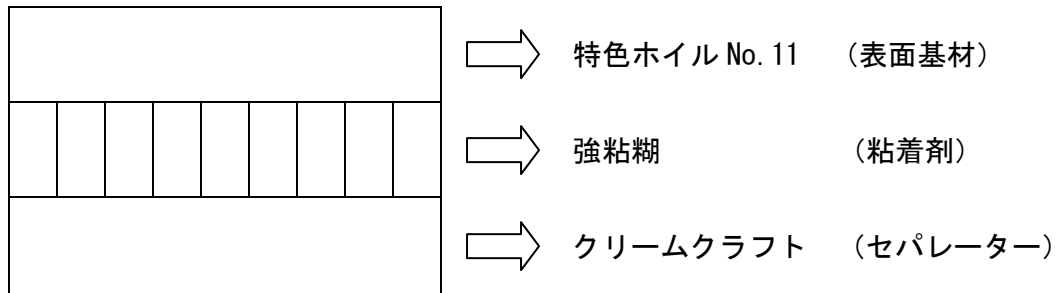 特色ホイル No.11 （表面基材）
強粘糊 （粘着剤）
クリームクラフト （セパレーター）